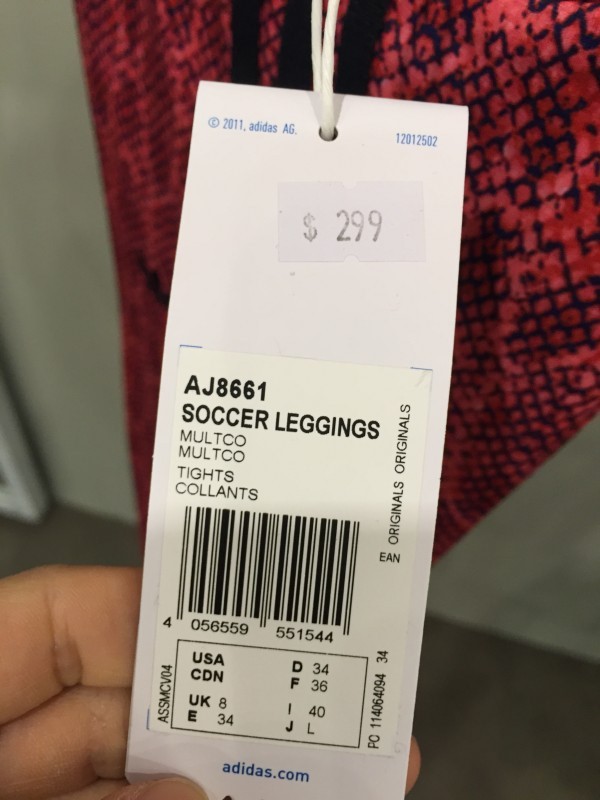 © 2011, adidas AG.
12012502
$ 299
AJ8661
SOCCER LEGGINGS
MULTCO
MULTCO
TIGHTS
COLLANTS
ORIGINALS ORIGINALS
EAN
4 056559 551544
USA
CDN
UK 8
E 34
D 34
F 36
I 40
J L
ASSMCV04
PO 114064094 34
adidas.com